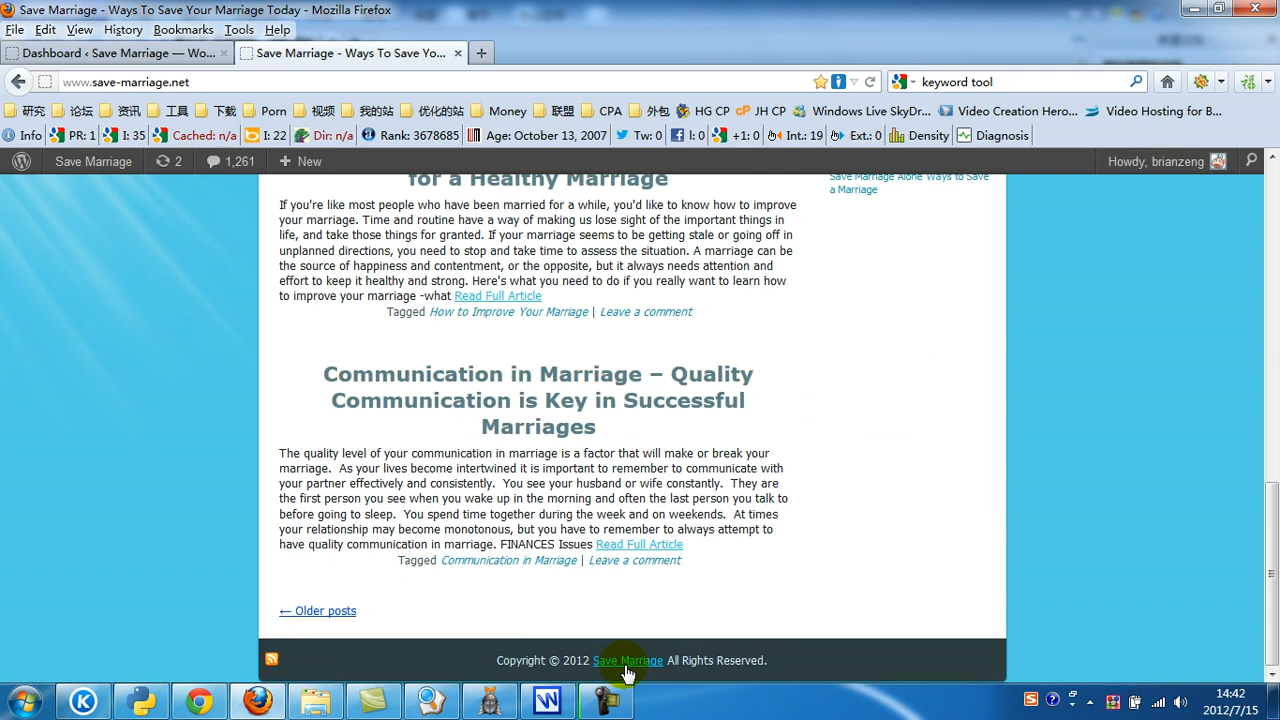 Save Marriage - Ways To Save Your Marriage Today - Mozilla Firefox
File Edit View History Bookmarks Tools Help
Dashboard ‹ Save Marriage — Wo... × Save Marriage - Ways To Save Yo... × +
www.save-marriage.net keyword tool
研究 论坛 资讯 工具 下载 Porn 视频 我的站 优化的站 Money 联盟 CPA 外包 HG CP JH CP Windows Live SkyDr... Video Creation Hero... Video Hosting for B...
Info PR: 1 I: 35 Cached: n/a I: 22 Dir: n/a Rank: 3678685 Age: October 13, 2007 Tw: 0 I: 0 +1: 0 Int.: 19 Ext.: 0 Density Diagnosis
Save Marriage 2 1,261 + New Howdy, brianzeng
for a Healthy Marriage
Save Marriage Alone Ways to Save
a Marriage
If you're like most people who have been married for a while, you'd like to know how to improve
your marriage. Time and routine have a way of making us lose sight of the important things in
life, and take those things for granted. If your marriage seems to be getting stale or going off in
unplanned directions, you need to stop and take time to assess the situation. A marriage can be
the source of happiness and contentment, or the opposite, but it always needs attention and
effort to keep it healthy and strong. Here's what you need to do if you really want to learn how
to improve your marriage -what Read Full Article
Tagged How to Improve Your Marriage | Leave a comment
Communication in Marriage – Quality
Communication is Key in Successful
Marriages
The quality level of your communication in marriage is a factor that will make or break your
marriage. As your lives become intertwined it is important to remember to communicate with
your partner effectively and consistently. You see your husband or wife constantly. They are
the first person you see when you wake up in the morning and often the last person you talk to
before going to sleep. You spend time together during the week and on weekends. At times
your relationship may become monotonous, but you have to remember to always attempt to
have quality communication in marriage. FINANCES Issues Read Full Article
Tagged Communication in Marriage | Leave a comment
← Older posts
Copyright © 2012 Save Marriage All Rights Reserved.
14:42
2012/7/15